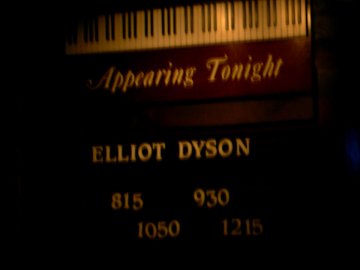 Appearing Tonight
ELLIOT DYSON
815 930
1050 1215